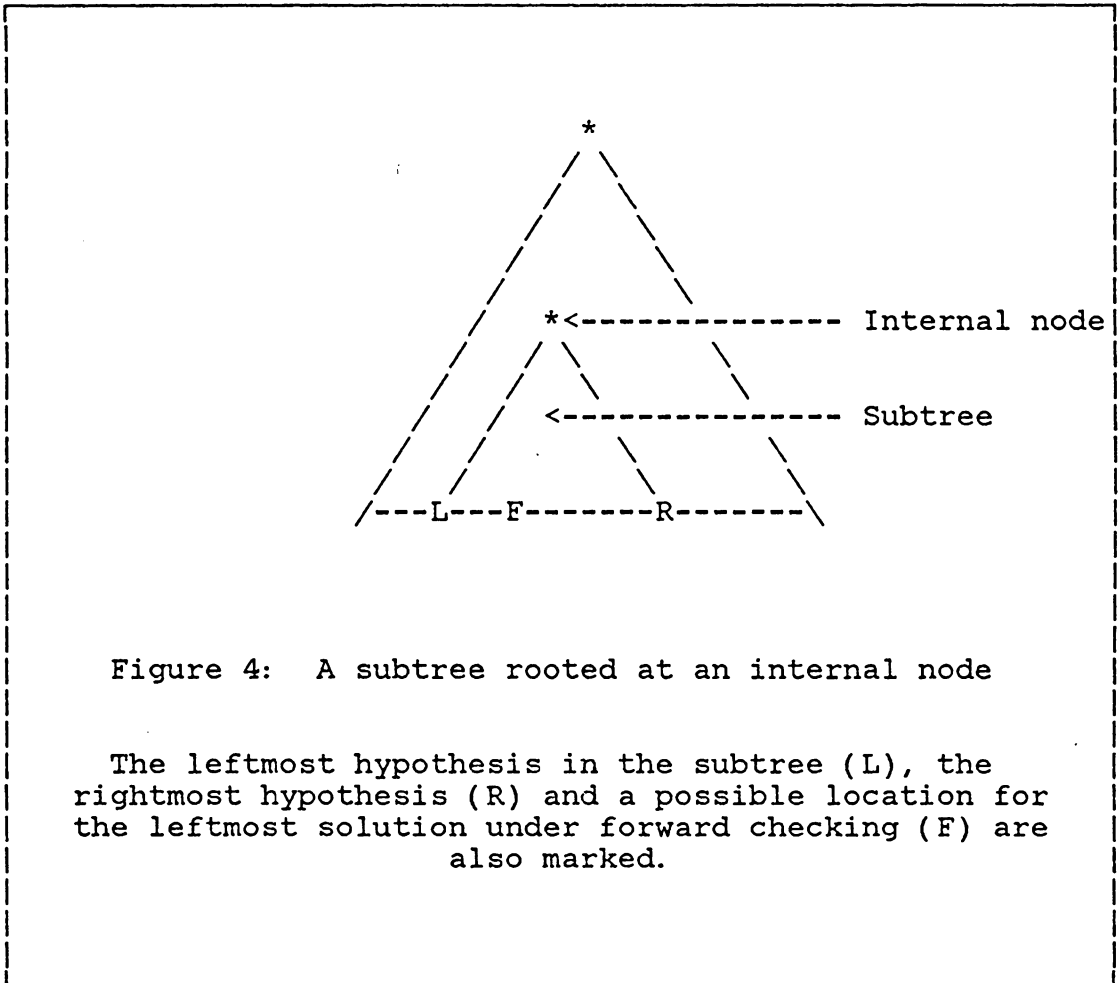 *
*<-------------- Internal node
<-------------- Subtree
---L---F-------R-------
Figure 4: A subtree rooted at an internal node
The leftmost hypothesis in the subtree (L), the
rightmost hypothesis (R) and a possible location for
the leftmost solution under forward checking (F) are
also marked.